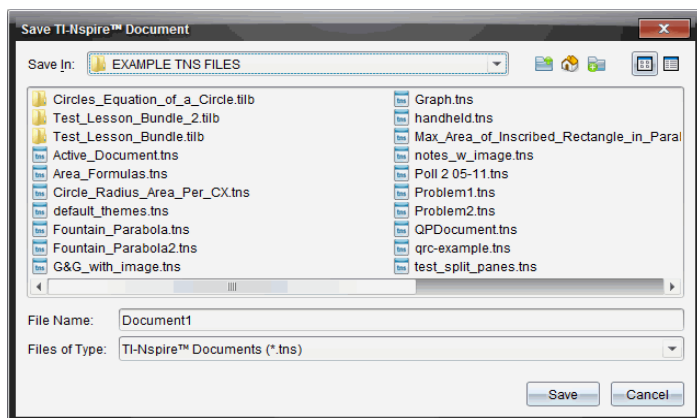 Save TI-Nspire™ Document
Save In: EXAMPLE TNS FILES
Circles_Equation_of_a_Circle.tilb
Test_Lesson_Bundle_2.tilb
Test_Lesson_Bundle.tilb
Active_Document.tns
Area_Formulas.tns
Circle_Radius_Area_Per_CX.tns
default_themes.tns
Fountain_Parabola.tns
Fountain_Parabola2.tns
G&G_with_image.tns
Graph.tns
handheld.tns
Max_Area_of_Inscribed_Rectangle_in_Paral
notes_w_image.tns
Poll 2 05-11.tns
Problem1.tns
Problem2.tns
QPDocument.tns
qrc-example.tns
test_split_panes.tns
File Name: Document1
Files of Type: TI-Nspire™ Documents (*.tns)
Save Cancel